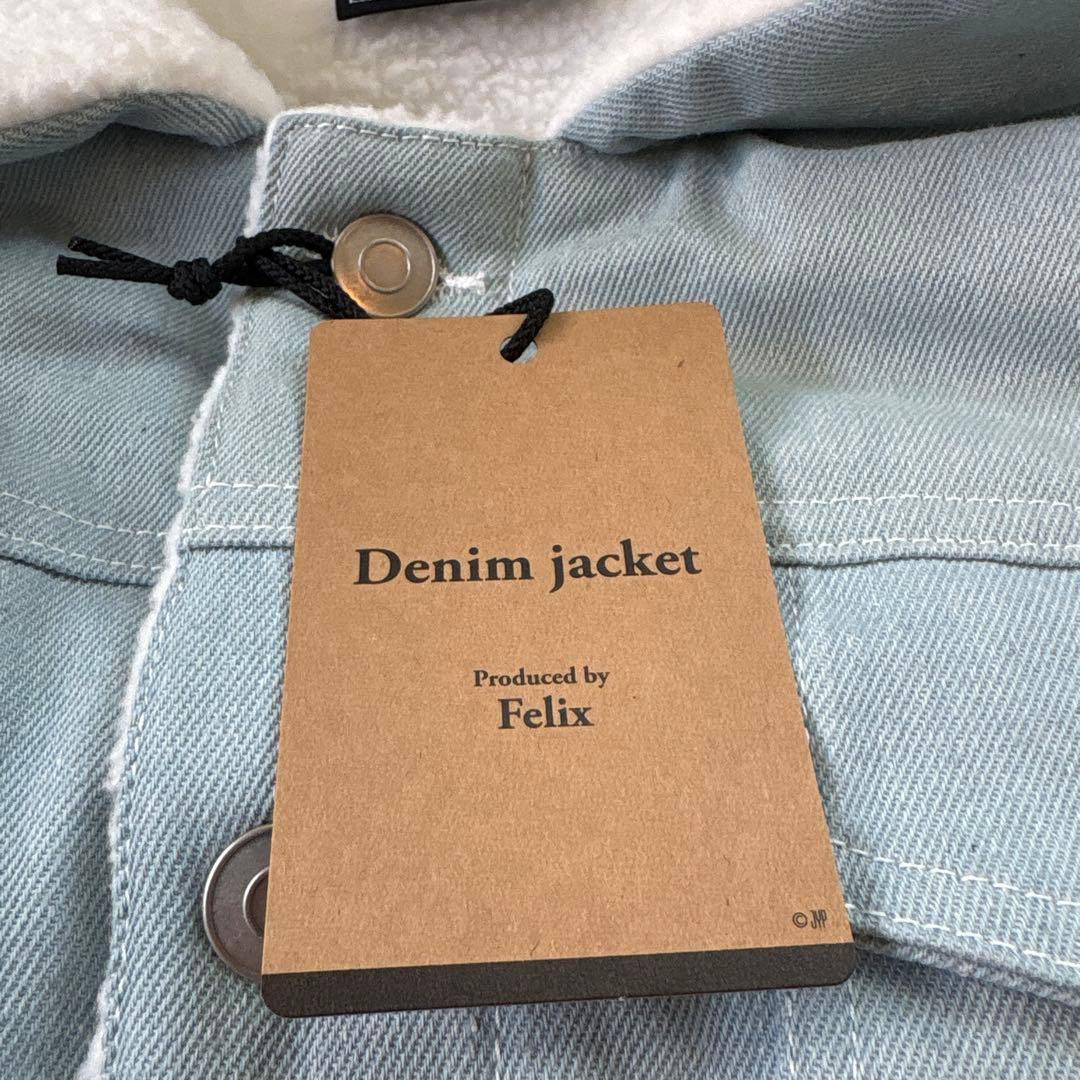 Denim jacket
Produced by
Felix
© JYP